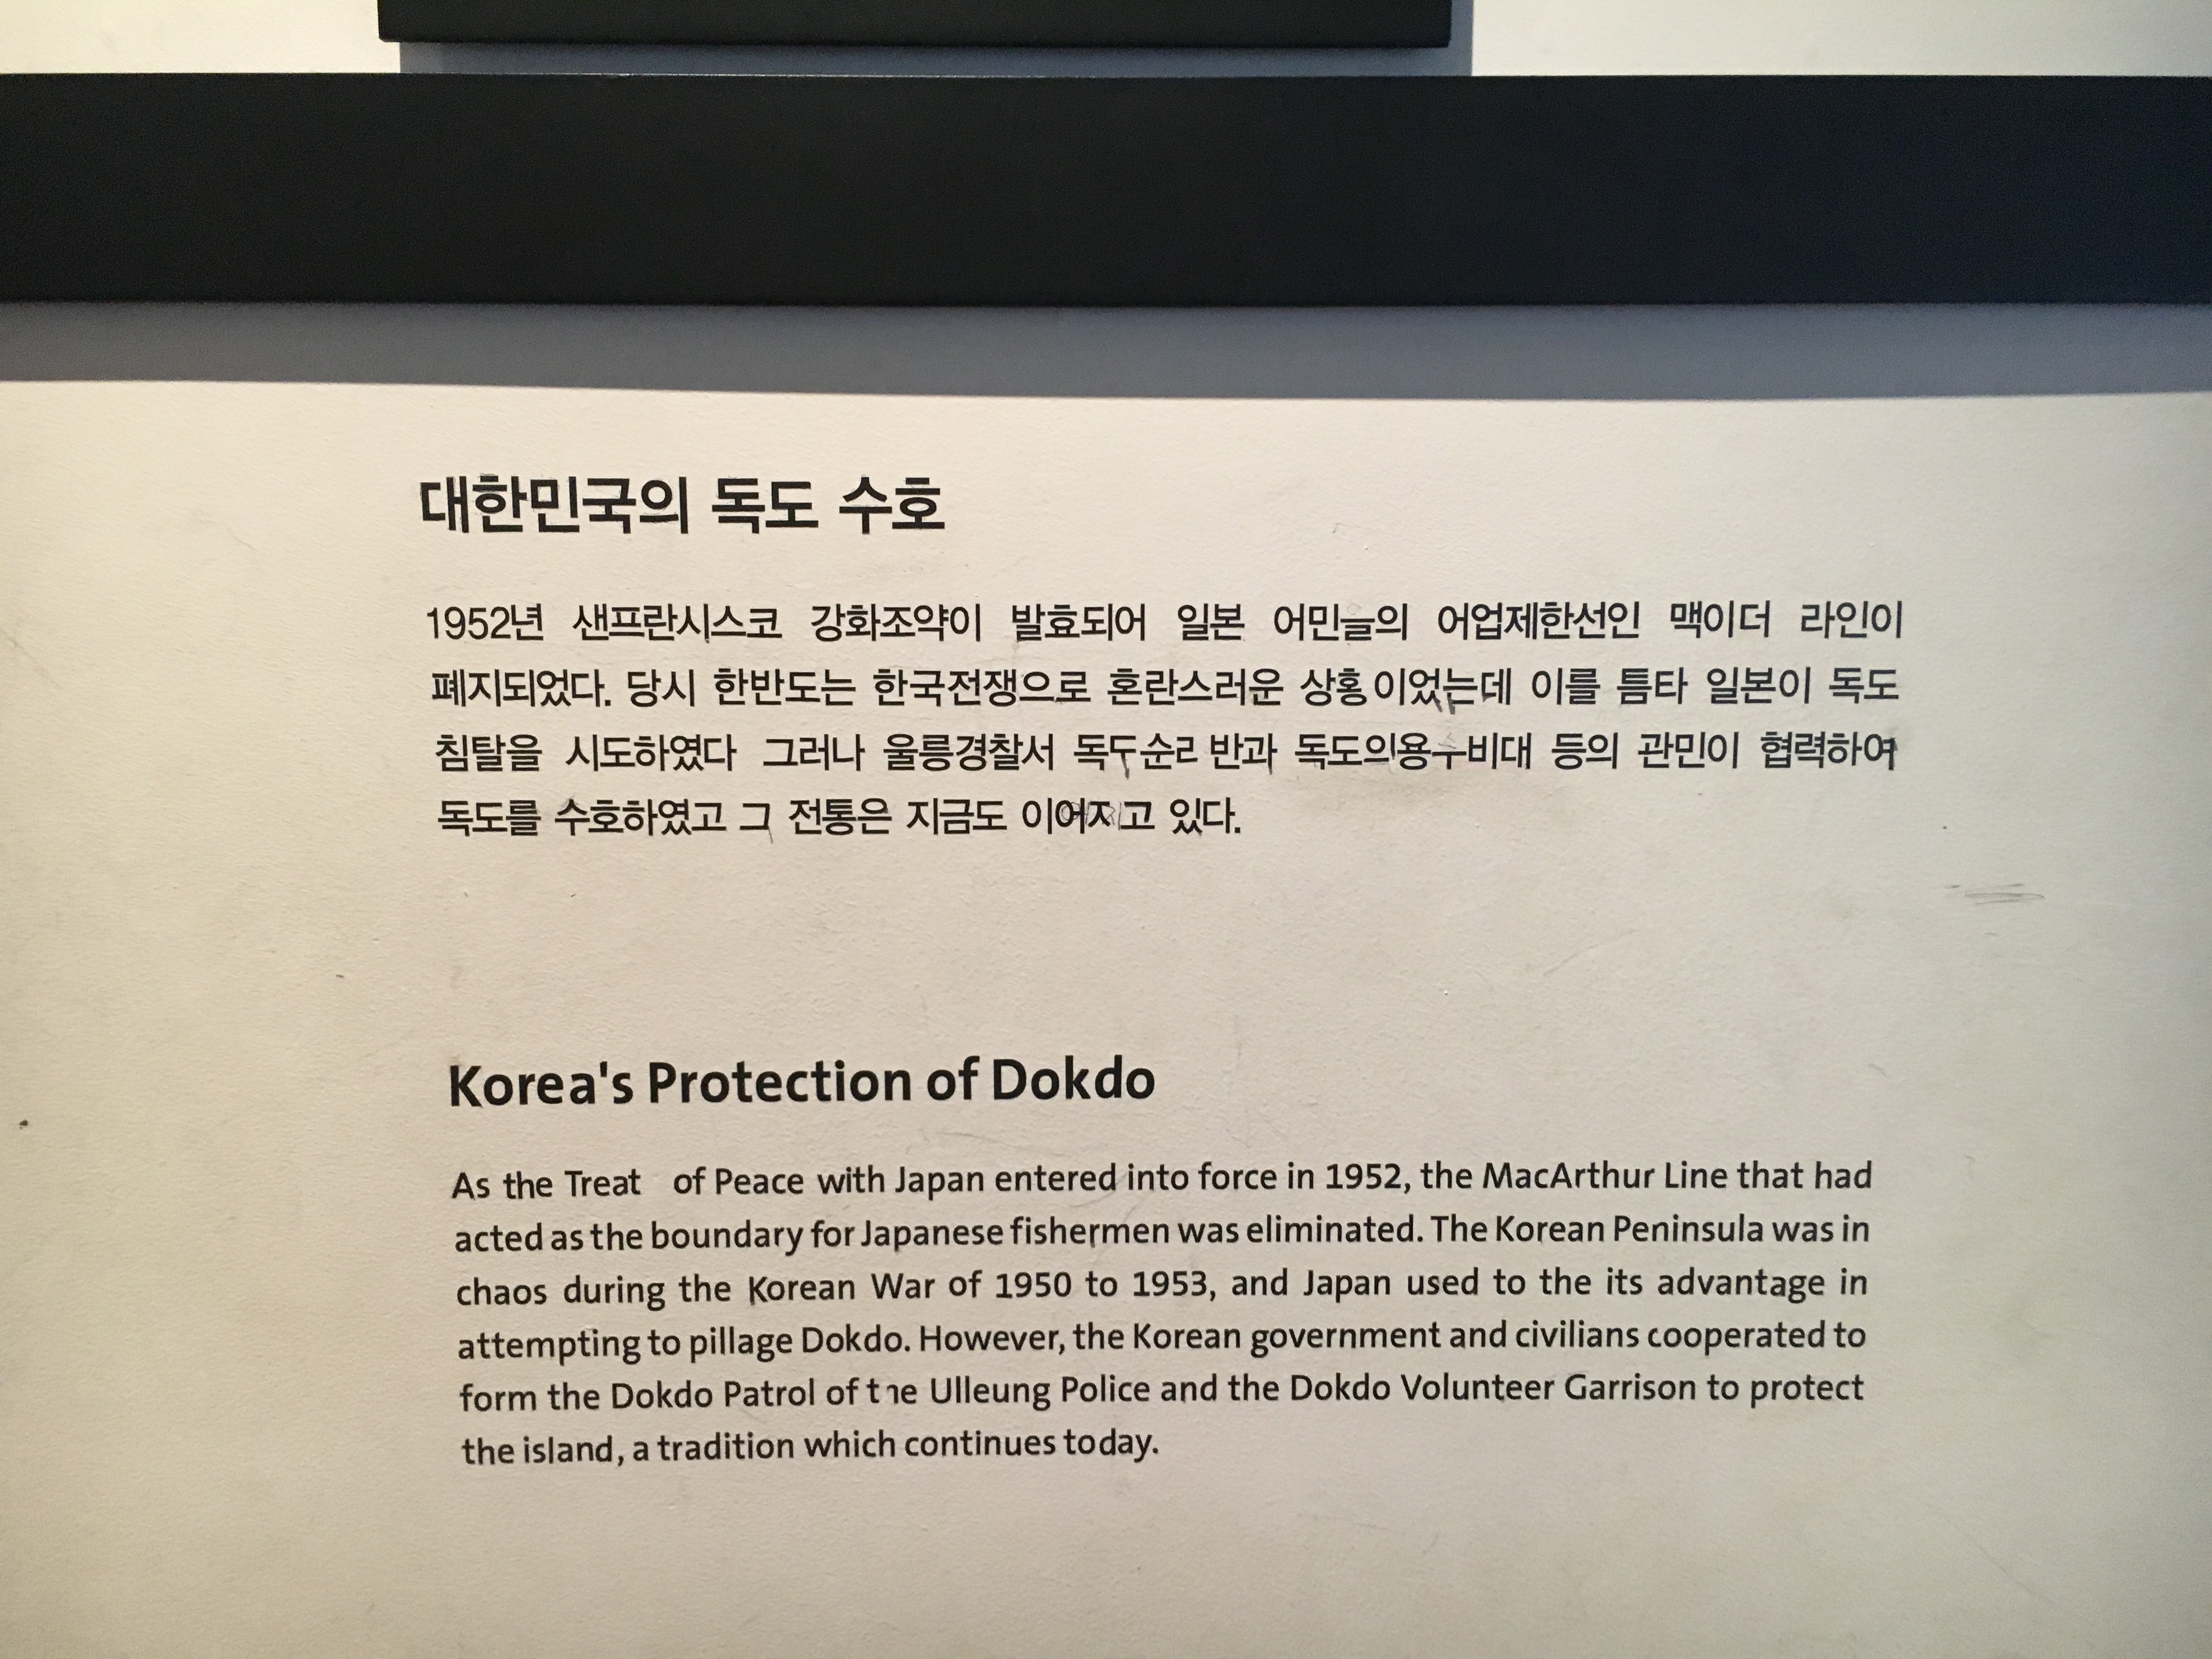 대한민국의 독도 수호
1952년 샌프란시스코 강화조약이 발효되어 일본 어민들의 어업제한선인 맥아더 라인이
폐지되었다. 당시 한반도는 한국전쟁으로 혼란스러운 상황이었는데 이를 틈타 일본이 독도
침탈을 시도하였다 그러나 울릉경찰서 독도순라반과 독도의용수비대 등의 관민이 협력하여
독도를 수호하였고 그 전통은 지금도 이어지고 있다.
Korea's Protection of Dokdo
As the Treat of Peace with Japan entered into force in 1952, the MacArthur Line that had
acted as the boundary for Japanese fishermen was eliminated. The Korean Peninsula was in
chaos during the Korean War of 1950 to 1953, and Japan used to the its advantage in
attempting to pillage Dokdo. However, the Korean government and civilians cooperated to
form the Dokdo Patrol of the Ulleung Police and the Dokdo Volunteer Garrison to protect
the island, a tradition which continues today.